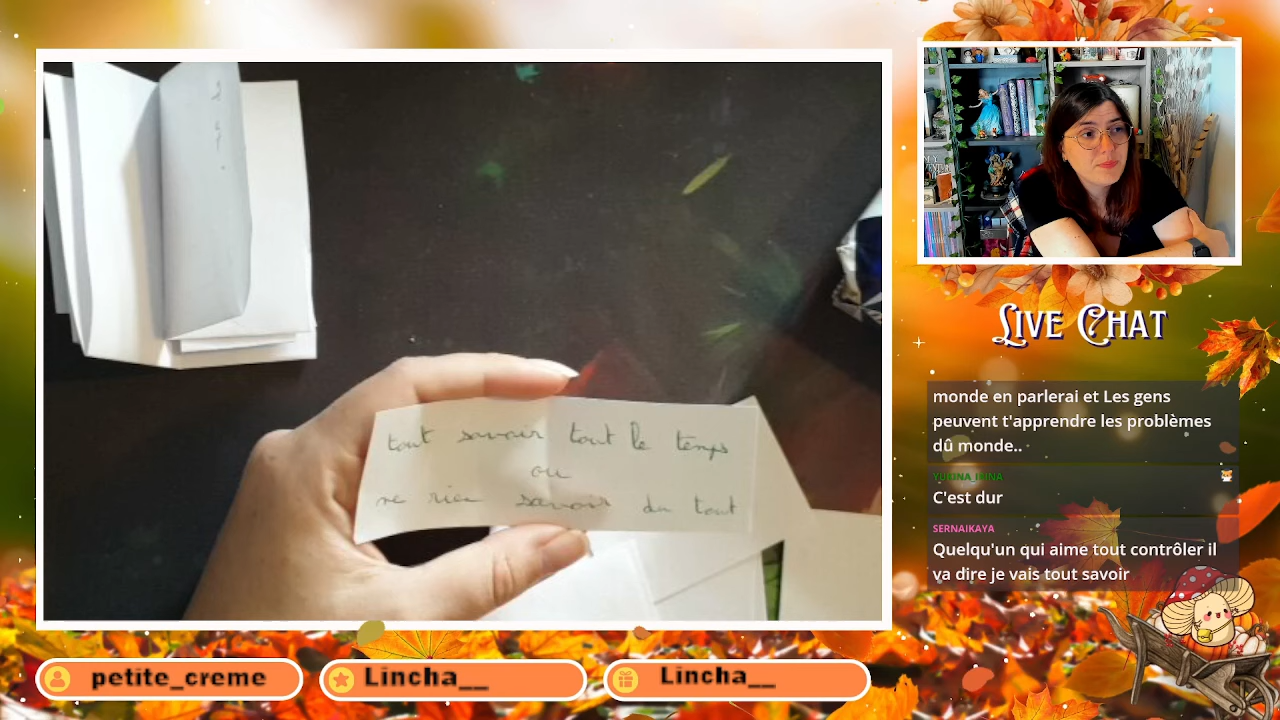 tout savoir tout le temps
ou
ne rien savoir du tout
LIVE CHAT
monde en parlerai et Les gens
peuvent t'apprendre les problèmes
dû monde..
C'est dur
SERNAIKAYA
Quelqu'un qui aime tout contrôler il
va dire je vais tout savoir
petite_creme
Lincha__
Lincha__